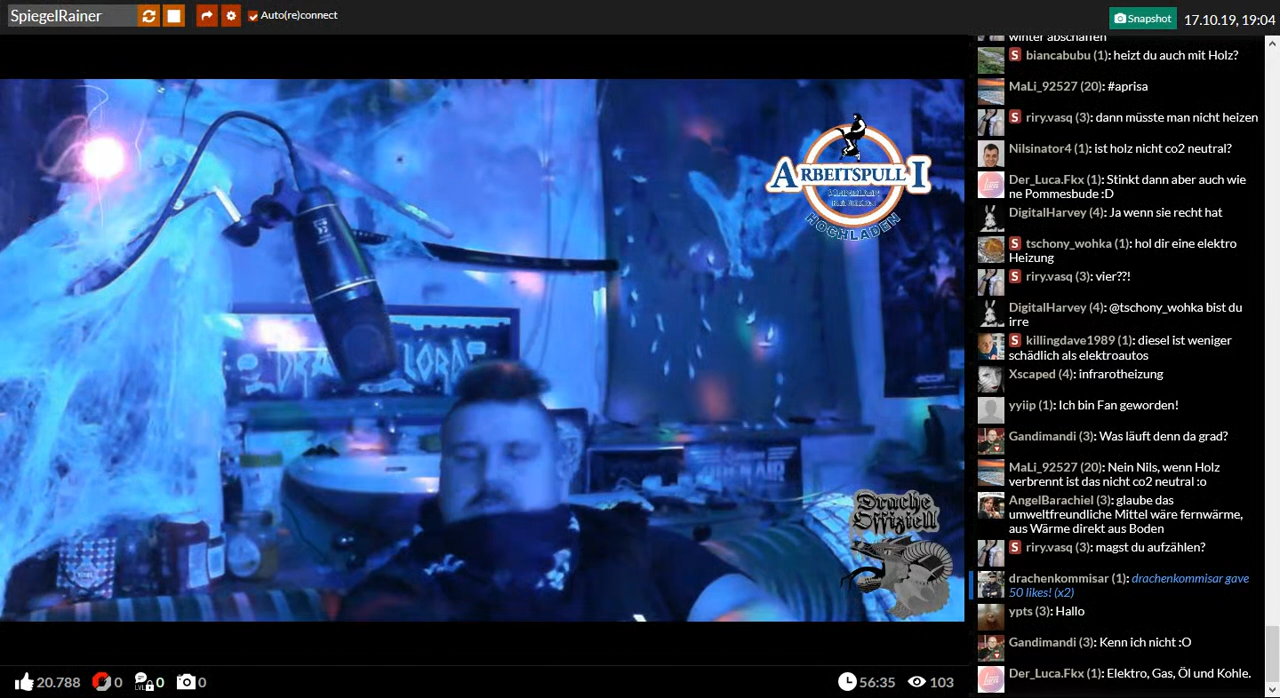 SpiegelRainer
Auto(re)connect
Snapshot
17.10.19, 19:04
ARBEITSPULLI
HOCHLADEN
LORD
Drache
Offiziell
20.788
0
LVL 0
0
56:35
103
winter abschaffen
S biancabubu (1): heizt du auch mit Holz?
MaLi_92527 (20): #aprisa
S riry.vasq (3): dann müsste man nicht heizen
Nilsinator4 (1): ist holz nicht co2 neutral?
Der_Luca.Fkx (1): Stinkt dann aber auch wie
ne Pommesbude :D
DigitalHarvey (4): Ja wenn sie recht hat
S tschony_wohka (1): hol dir eine elektro
Heizung
S riry.vasq (3): vier??!
DigitalHarvey (4): @tschony_wohka bist du
irre
S killingdave1989 (1): diesel ist weniger
schädlich als elektroautos
Xscaped (4): infrarotheizung
yyiip (1): Ich bin Fan geworden!
Gandimandi (3): Was läuft denn da grad?
MaLi_92527 (20): Nein Nils, wenn Holz
verbrennt ist das nicht co2 neutral :o
AngelBarachiel (3): glaube das
umweltfreundliche Mittel wäre fernwärme,
aus Wärme direkt aus Boden
S riry.vasq (3): magst du aufzählen?
drachenkommisar (1): drachenkommisar gave
50 likes! (x2)
ypts (3): Hallo
Gandimandi (3): Kenn ich nicht :O
Der_Luca.Fkx (1): Elektro, Gas, Öl und Kohle.